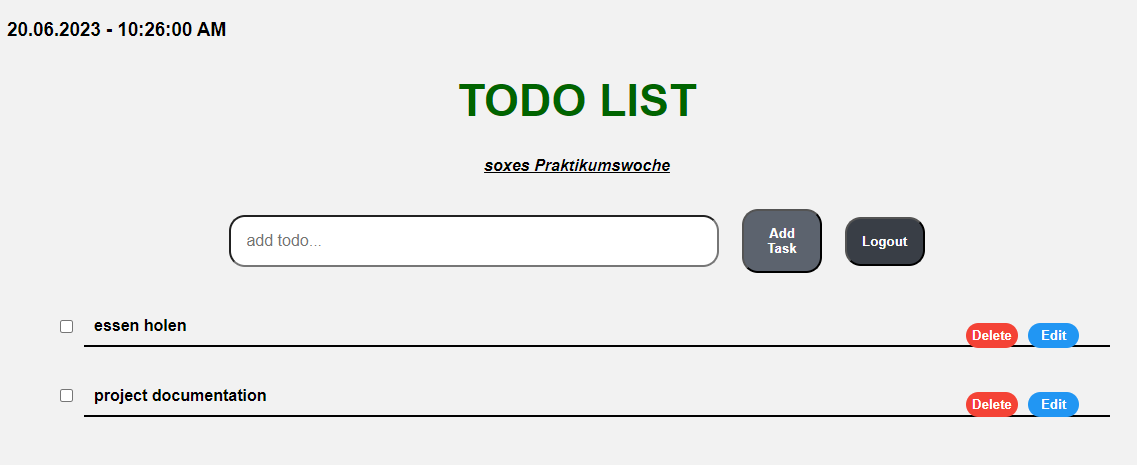 20.06.2023 - 10:26:00 AM
TODO LIST
soxes Praktikumswoche
add todo...
Add
Task
Logout
essen holen
Delete
Edit
project documentation
Delete
Edit